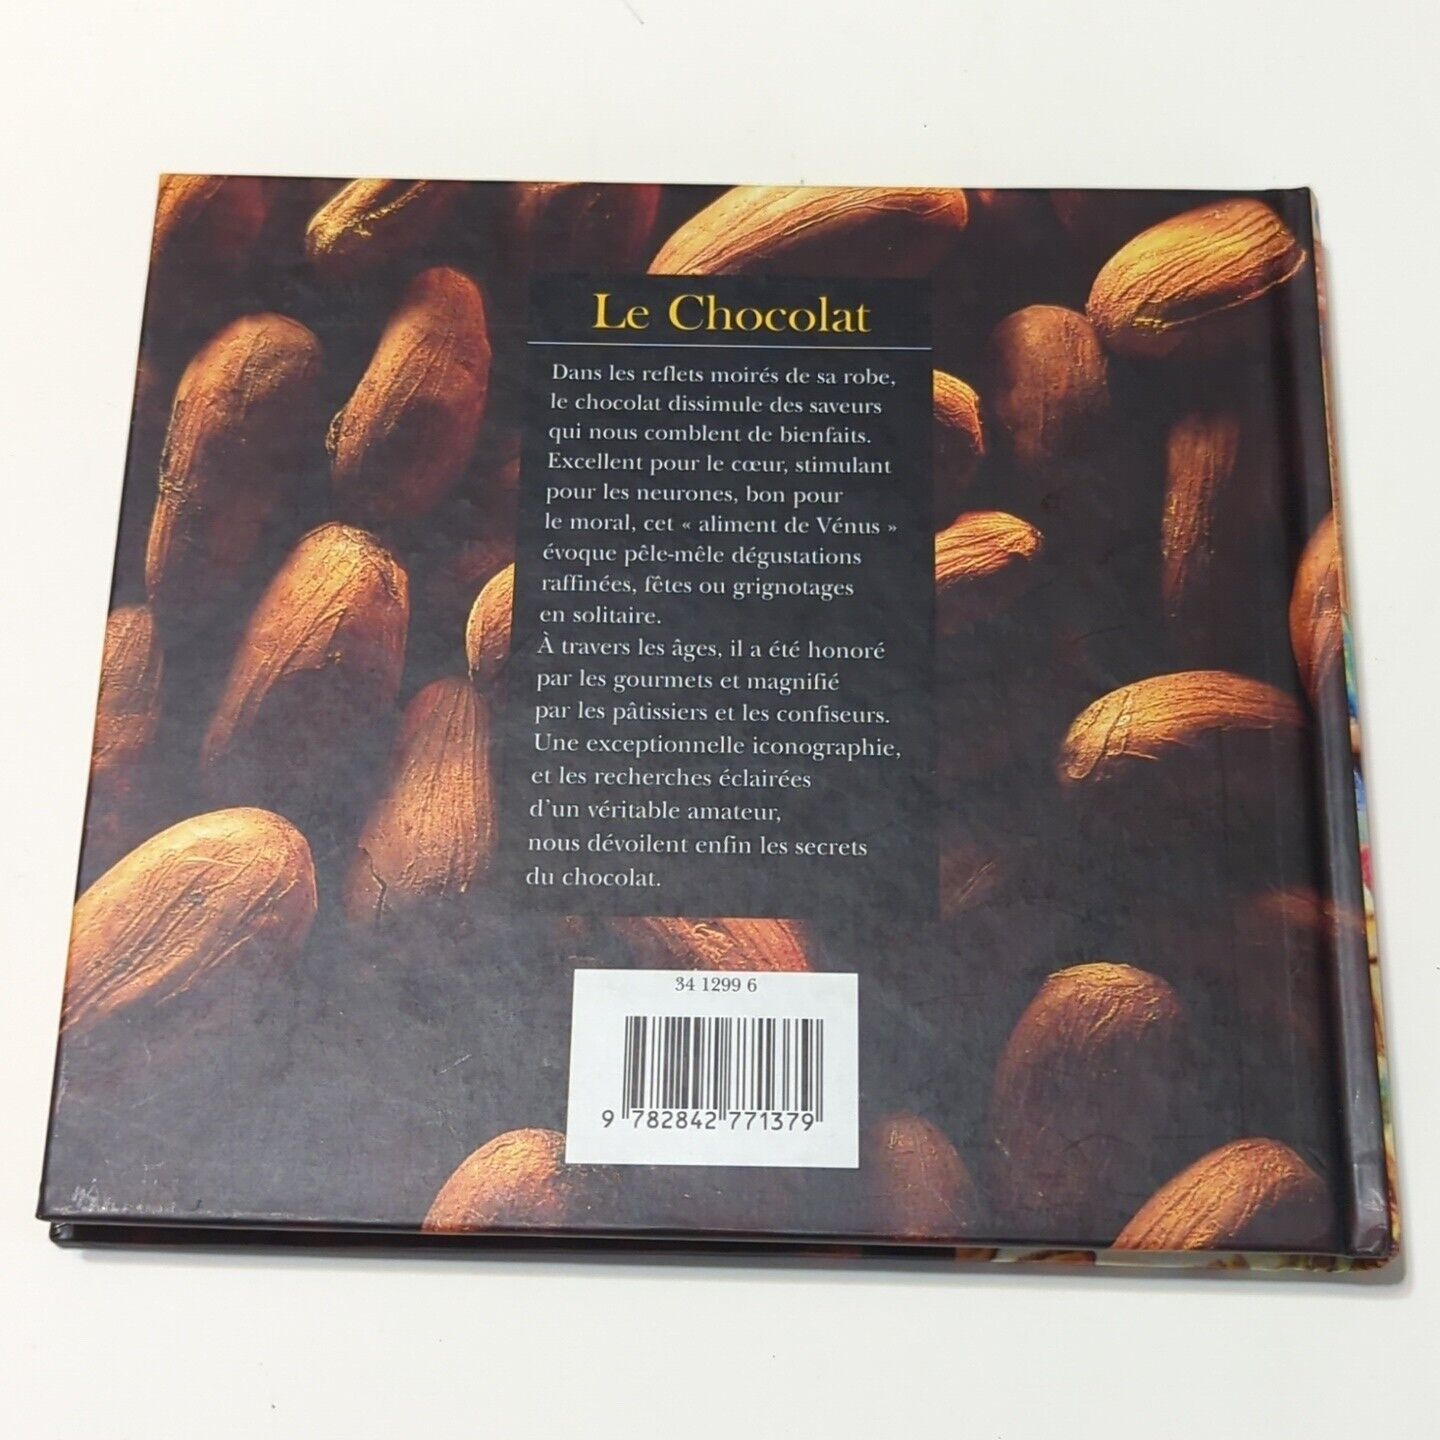 Le Chocolat
Dans les reflets moirés de sa robe,
le chocolat dissimule des saveurs
qui nous comblent de bienfaits.
Excellent pour le cœur, stimulant
pour les neurones, bon pour
le moral, cet « aliment de Vénus »
évoque pêle-mêle dégustations
raffinées, fêtes ou grignotages
en solitaire.
À travers les âges, il a été honoré
par les gourmets et magnifié
par les pâtissiers et les confiseurs.
Une exceptionnelle iconographie,
et les recherches éclairées
d'un véritable amateur,
nous dévoilent enfin les secrets
du chocolat.
34 1299 6
9 782842 771379